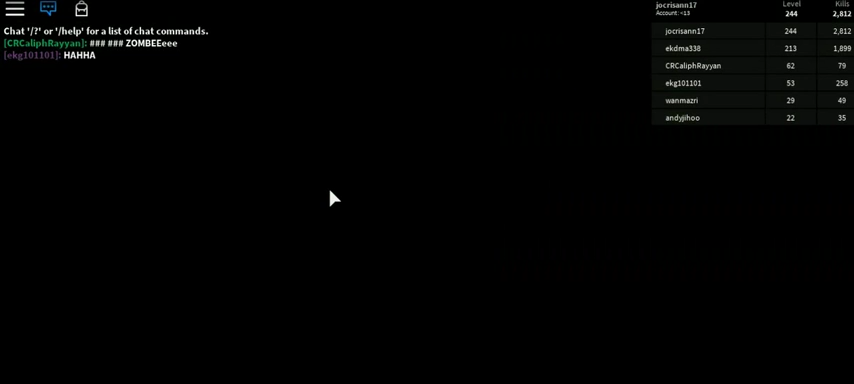 jocrisann17 Level Kills
Account: <13 244 2,812
Chat '/?' or '/help' for a list of chat commands.
[CRCaliphRayyan]: ### ### ZOMBEEeee
[ekg101101]: HAHHA
jocrisann17 244 2,812
ekdma338 213 1,899
CRCaliphRayyan 62 79
ekg101101 53 258
wanmazri 29 49
andyjihoo 22 35